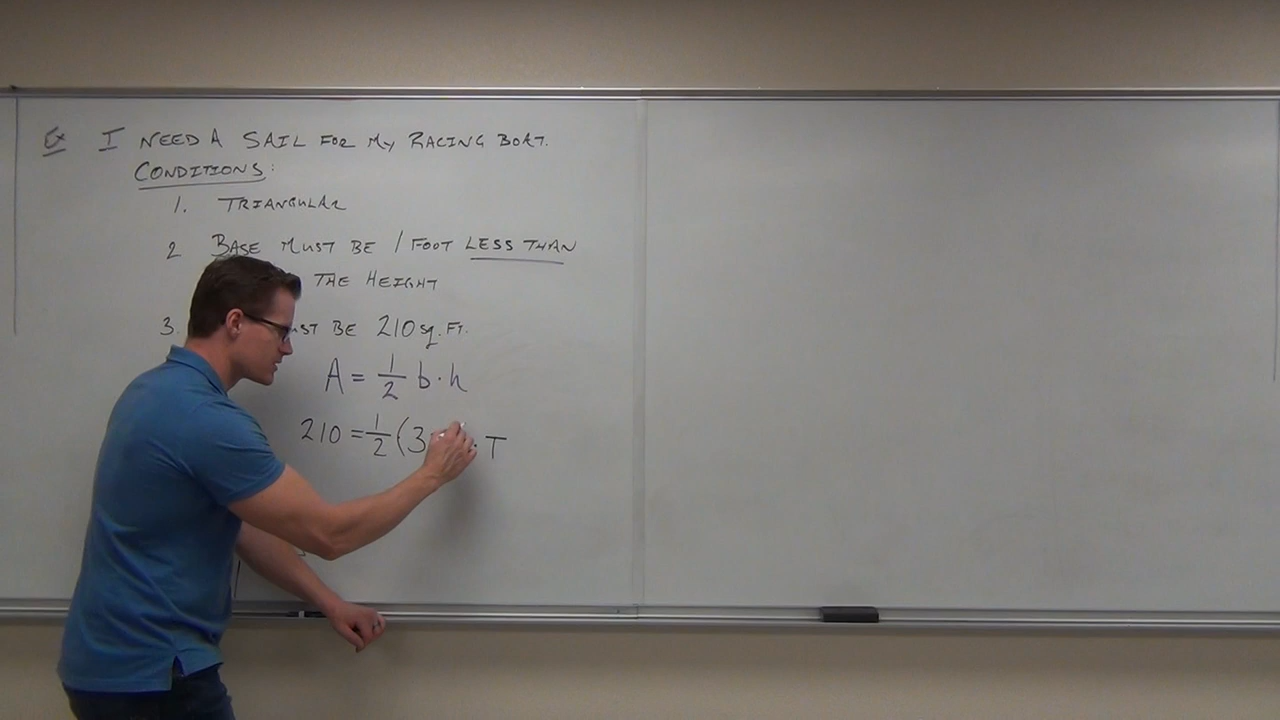 Ex I NEED A SAIL FOR MY RACING BOAT.
CONDITIONS:
1. TRIANGULAR
2 BASE MUST BE 1 FOOT LESS THAN
THE HEIGHT
3. BE 210 sq. FT.
A = 1/2 b · h
210 = 1/2 (3 · T